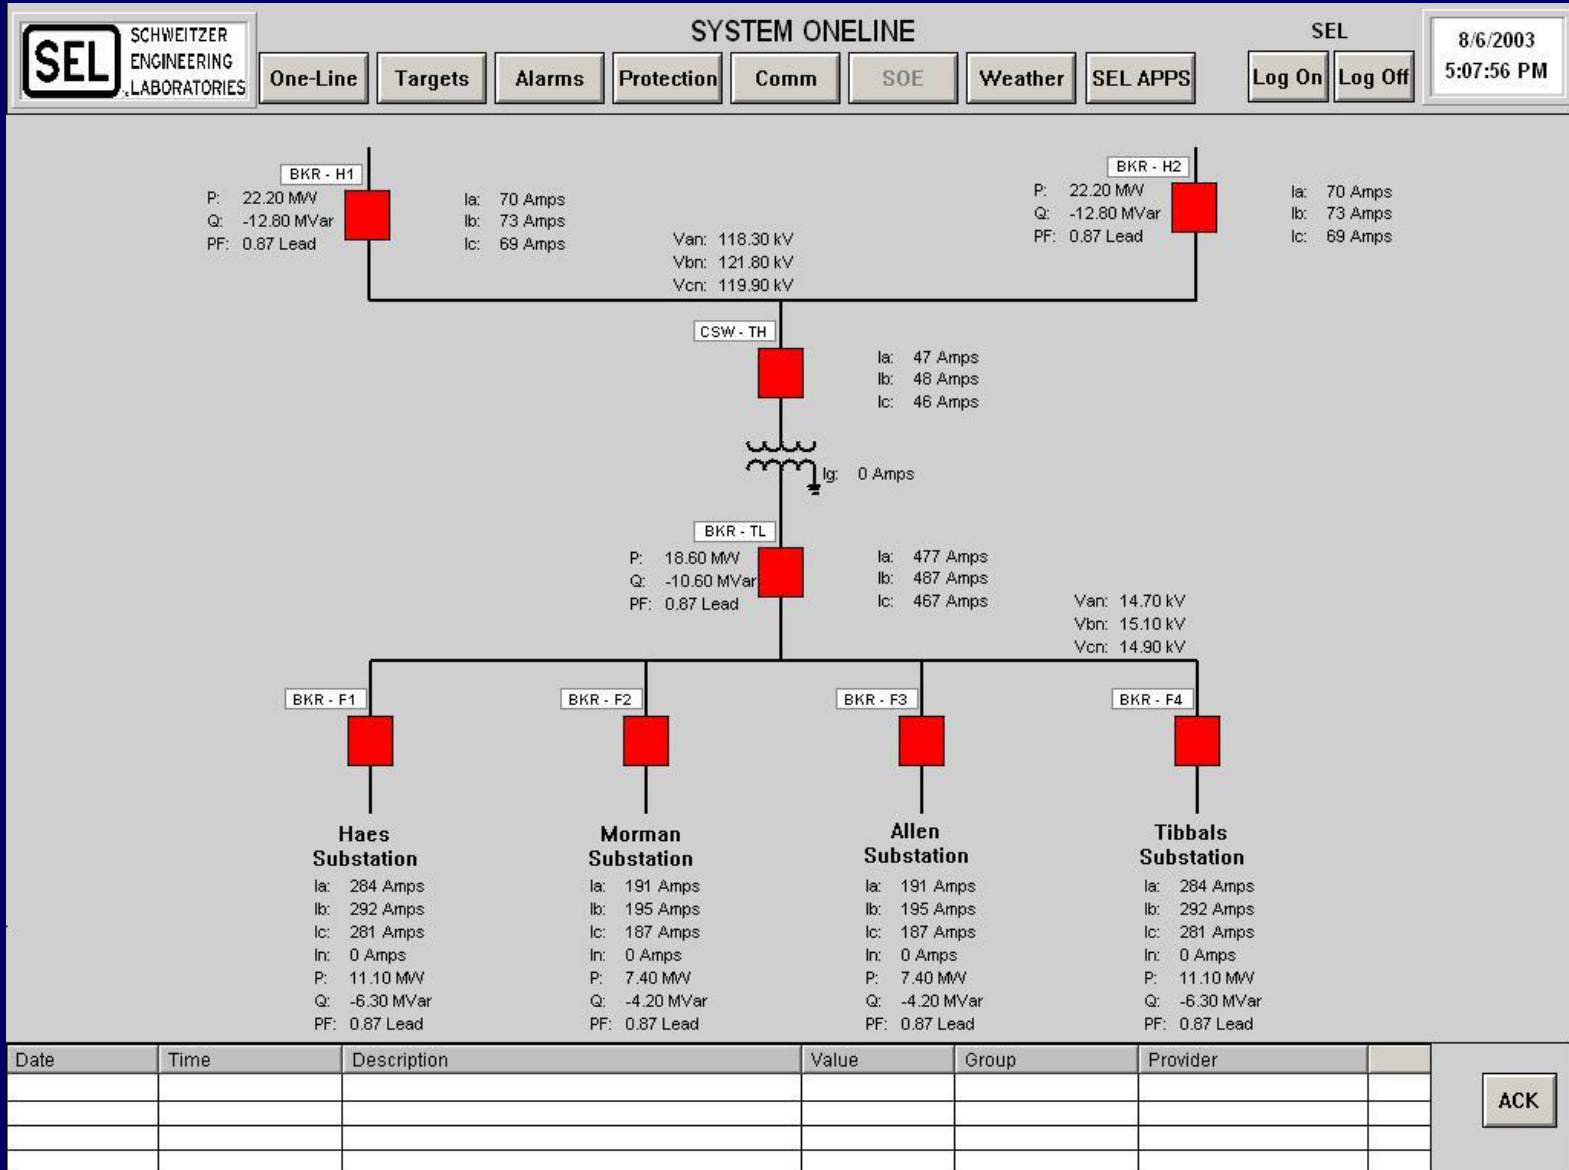 SYSTEM ONELINE
SEL
SCHWEITZER
ENGINEERING
LABORATORIES
One-Line
Targets
Alarms
Protection
Comm
SOE
Weather
SEL APPS
SEL
Log On
Log Off
8/6/2003
5:07:56 PM
BKR - H1
P: 22.20 MW
Q: -12.80 MVar
PF: 0.87 Lead
Ia: 70 Amps
Ib: 73 Amps
Ic: 69 Amps
Van: 118.30 kV
Vbn: 121.80 kV
Vcn: 119.90 kV
BKR - H2
P: 22.20 MW
Q: -12.80 MVar
PF: 0.87 Lead
Ia: 70 Amps
Ib: 73 Amps
Ic: 69 Amps
CSW - TH
Ia: 47 Amps
Ib: 48 Amps
Ic: 46 Amps
Ig: 0 Amps
BKR - TL
P: 18.60 MW
Q: -10.60 MVar
PF: 0.87 Lead
Ia: 477 Amps
Ib: 487 Amps
Ic: 467 Amps
Van: 14.70 kV
Vbn: 15.10 kV
Vcn: 14.90 kV
BKR - F1
BKR - F2
BKR - F3
BKR - F4
Haes
Substation
Ia: 284 Amps
Ib: 292 Amps
Ic: 281 Amps
In: 0 Amps
P: 11.10 MW
Q: -6.30 MVar
PF: 0.87 Lead
Morman
Substation
Ia: 191 Amps
Ib: 195 Amps
Ic: 187 Amps
In: 0 Amps
P: 7.40 MW
Q: -4.20 MVar
PF: 0.87 Lead
Allen
Substation
Ia: 191 Amps
Ib: 195 Amps
Ic: 187 Amps
In: 0 Amps
P: 7.40 MW
Q: -4.20 MVar
PF: 0.87 Lead
Tibbals
Substation
Ia: 284 Amps
Ib: 292 Amps
Ic: 281 Amps
In: 0 Amps
P: 11.10 MW
Q: -6.30 MVar
PF: 0.87 Lead
Date Time Description Value Group Provider
ACK